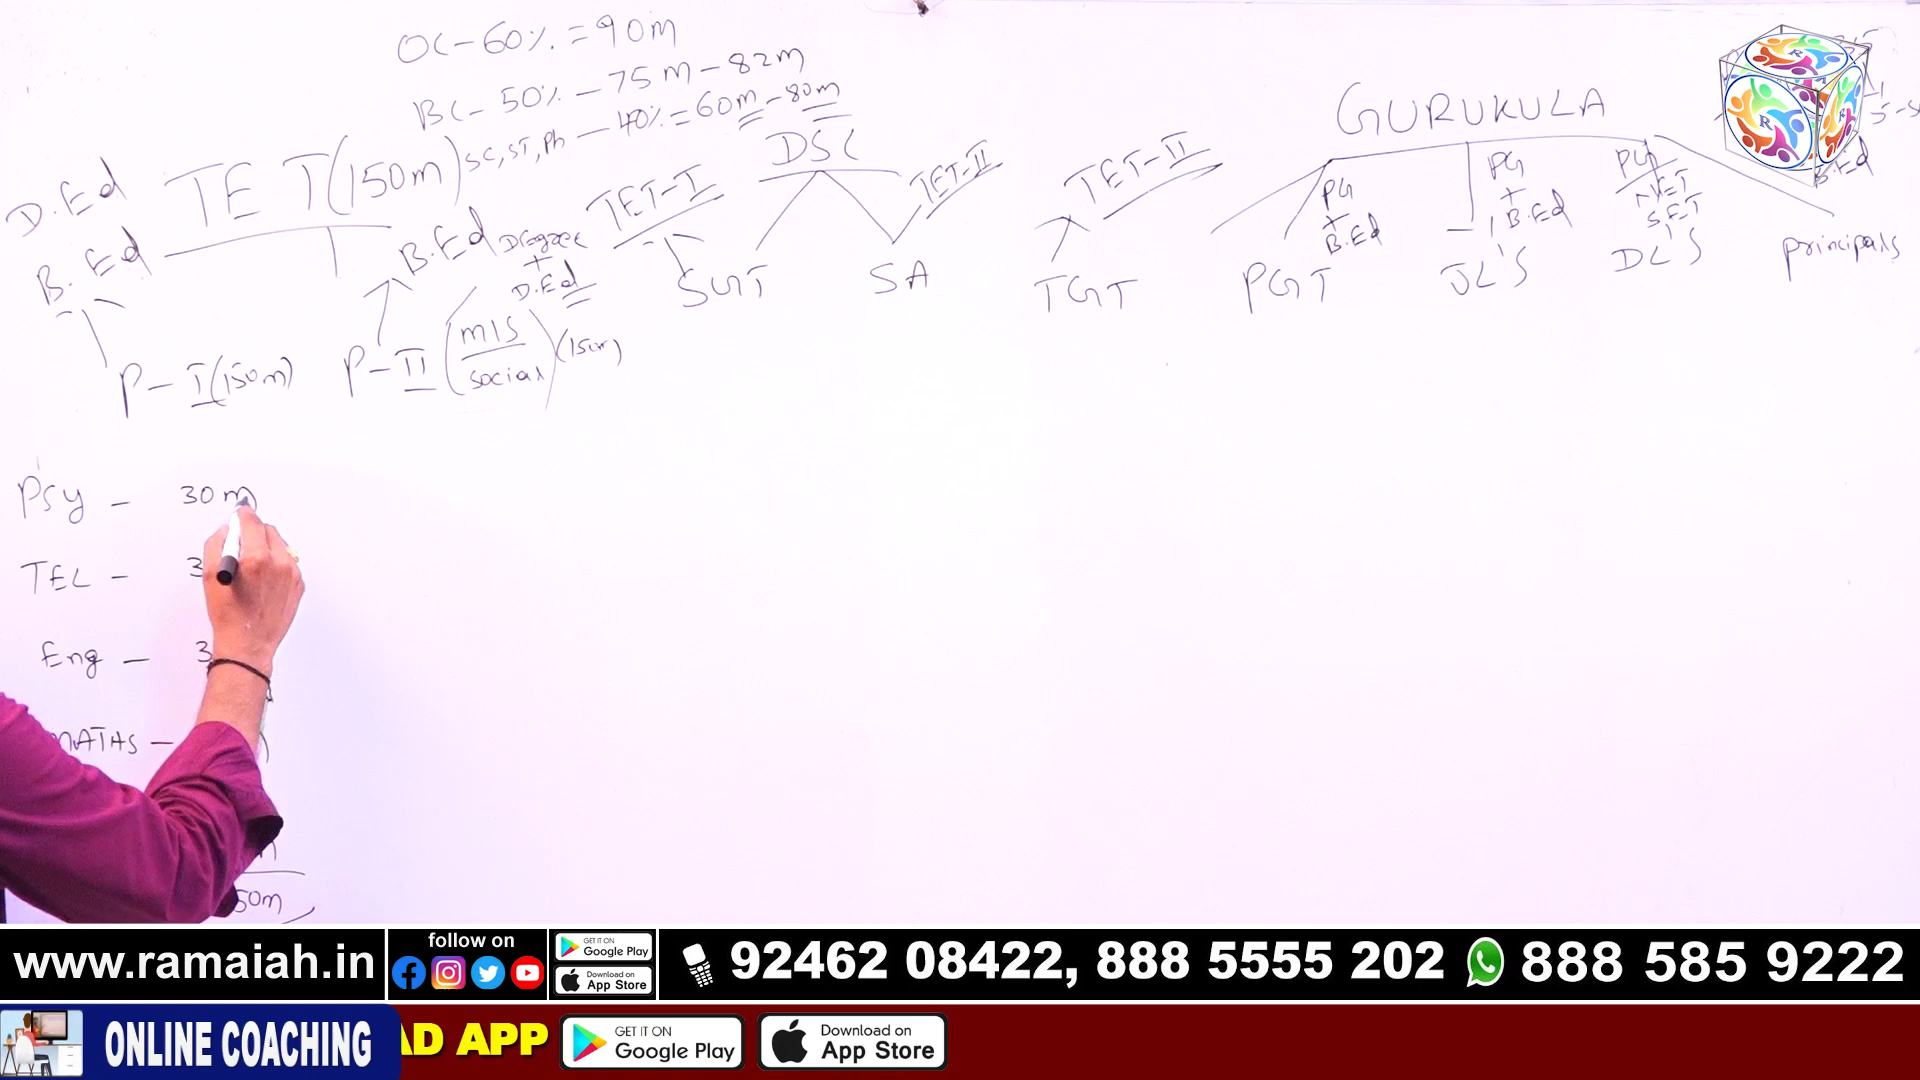 OC - 60% = 90m
BC - 50% - 75m - 82m
SC, ST, Ph - 40% = 60m - 80m
D.Ed
B.Ed
TET (150m)
B.Ed
Degree
+
D.Ed
P-I (150m)
P-II (M/S / social) (150m)
DSC
TET-I
TET-II
SGT
SA
GURUKULA
TET-II
TGT
PG
+
B.Ed
PGT
PG
+
B.Ed
JL'S
PG
NET
SET
DL'S
B.Ed
principals
Psy - 30m
TEL - 3
Eng - 3
MATHS -
50m
www.ramaiah.in
follow on
GET IT ON
Google Play
Download on
App Store
92462 08422, 888 5555 202
888 585 9222
ONLINE COACHING
AD APP
GET IT ON
Google Play
Download on
App Store